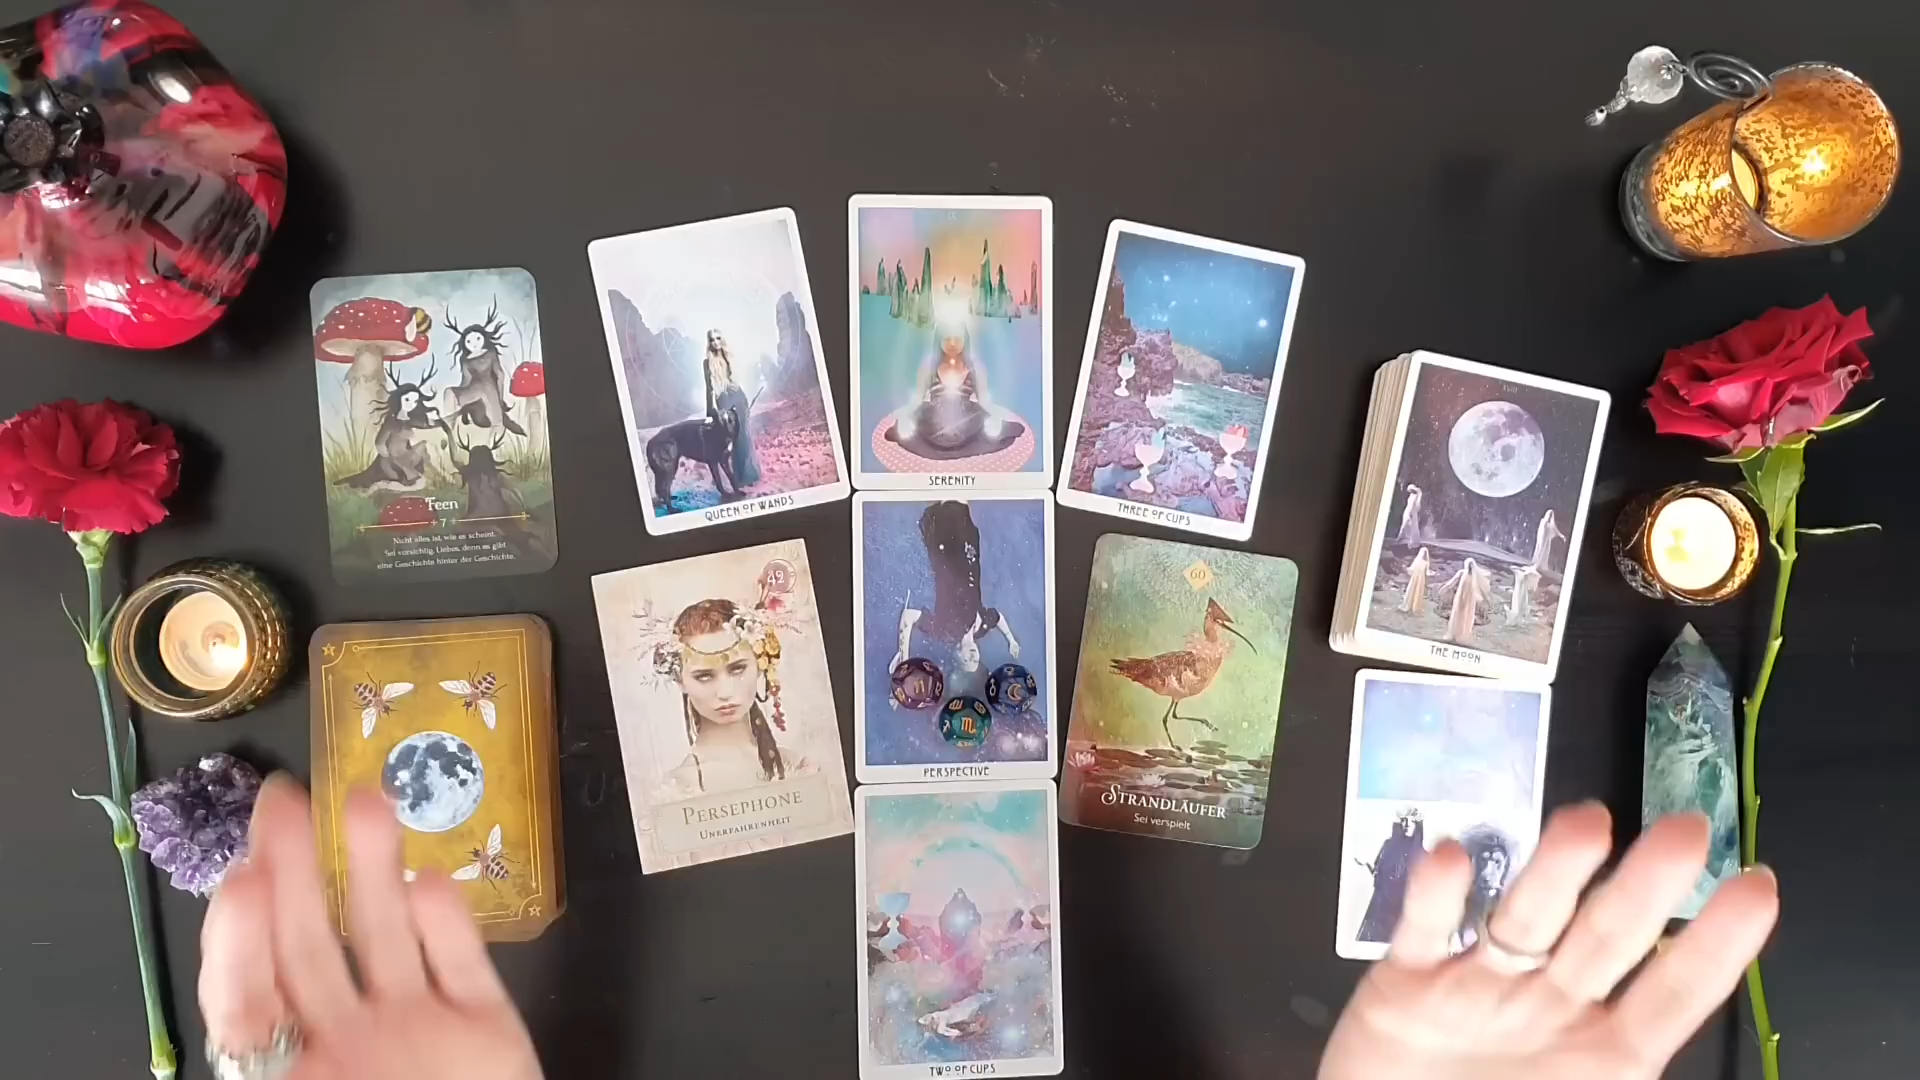 Feen
7
Nicht alles ist, wie es scheint.
Sei vorsichtig, Liebes, denn es gibt
eine Geschichte hinter der Geschichte.
QUEEN OF WANDS
IX
SERENITY
THREE OF CUPS
XVIII
THE MOON
42
PERSEPHONE
UNERFAHRENHEIT
PERSPECTIVE
60
STRANDLÄUFER
Sei verspielt
TWO OF CUPS